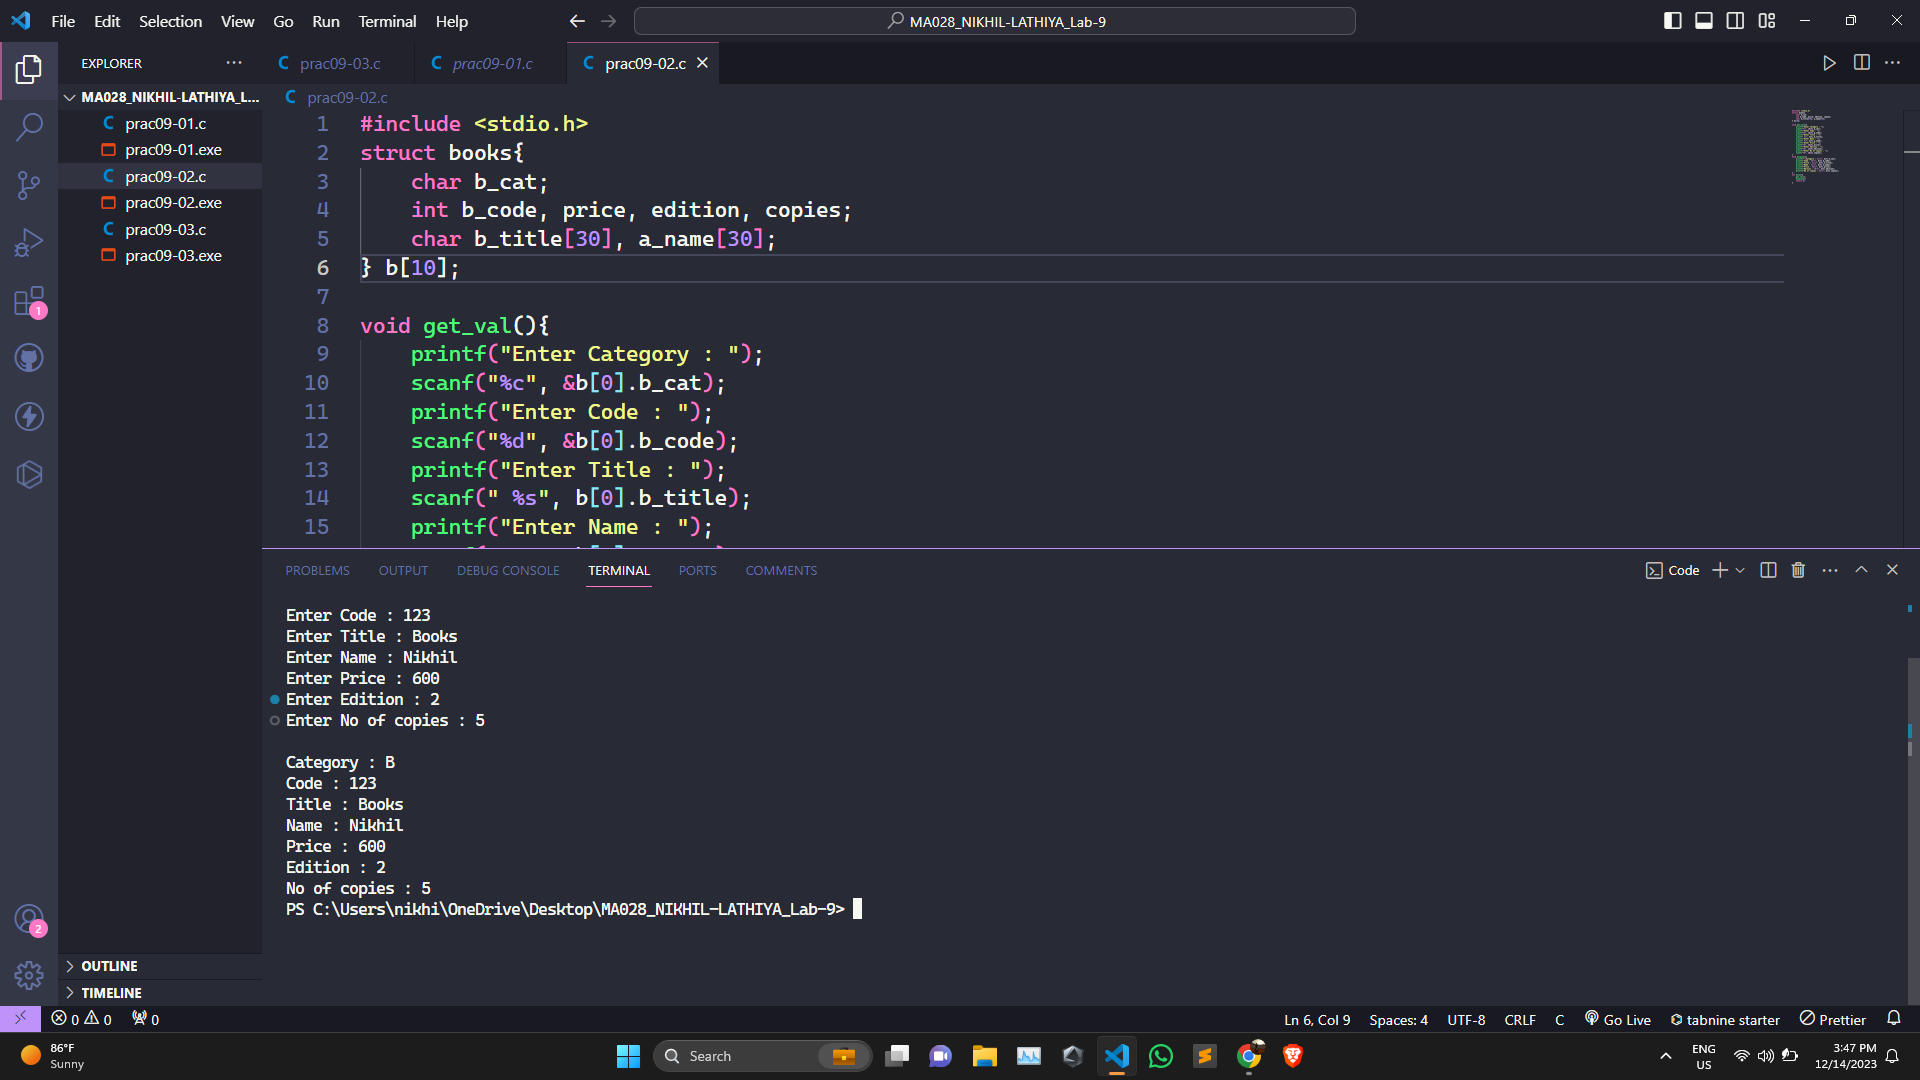 File Edit Selection View Go Run Terminal Help
MA028_NIKHIL-LATHIYA_Lab-9
EXPLORER
MA028_NIKHIL-LATHIYA_L...
prac09-01.c
prac09-01.exe
prac09-02.c
prac09-02.exe
prac09-03.c
prac09-03.exe
1
2
OUTLINE
TIMELINE
prac09-03.c prac09-01.c prac09-02.c
prac09-02.c
1 #include <stdio.h>
2 struct books{
3 char b_cat;
4 int b_code, price, edition, copies;
5 char b_title[30], a_name[30];
6 } b[10];
7
8 void get_val(){
9 printf("Enter Category : ");
10 scanf("%c", &b[0].b_cat);
11 printf("Enter Code : ");
12 scanf("%d", &b[0].b_code);
13 printf("Enter Title : ");
14 scanf(" %s", b[0].b_title);
15 printf("Enter Name : ");
PROBLEMS OUTPUT DEBUG CONSOLE TERMINAL PORTS COMMENTS
Code
Enter Code : 123
Enter Title : Books
Enter Name : Nikhil
Enter Price : 600
Enter Edition : 2
Enter No of copies : 5
Category : B
Code : 123
Title : Books
Name : Nikhil
Price : 600
Edition : 2
No of copies : 5
PS C:\Users\nikhi\OneDrive\Desktop\MA028_NIKHIL-LATHIYA_Lab-9>
0 0 0
Ln 6, Col 9 Spaces: 4 UTF-8 CRLF C Go Live tabnine starter Prettier
86°F
Sunny
Search
ENG
US
3:47 PM
12/14/2023